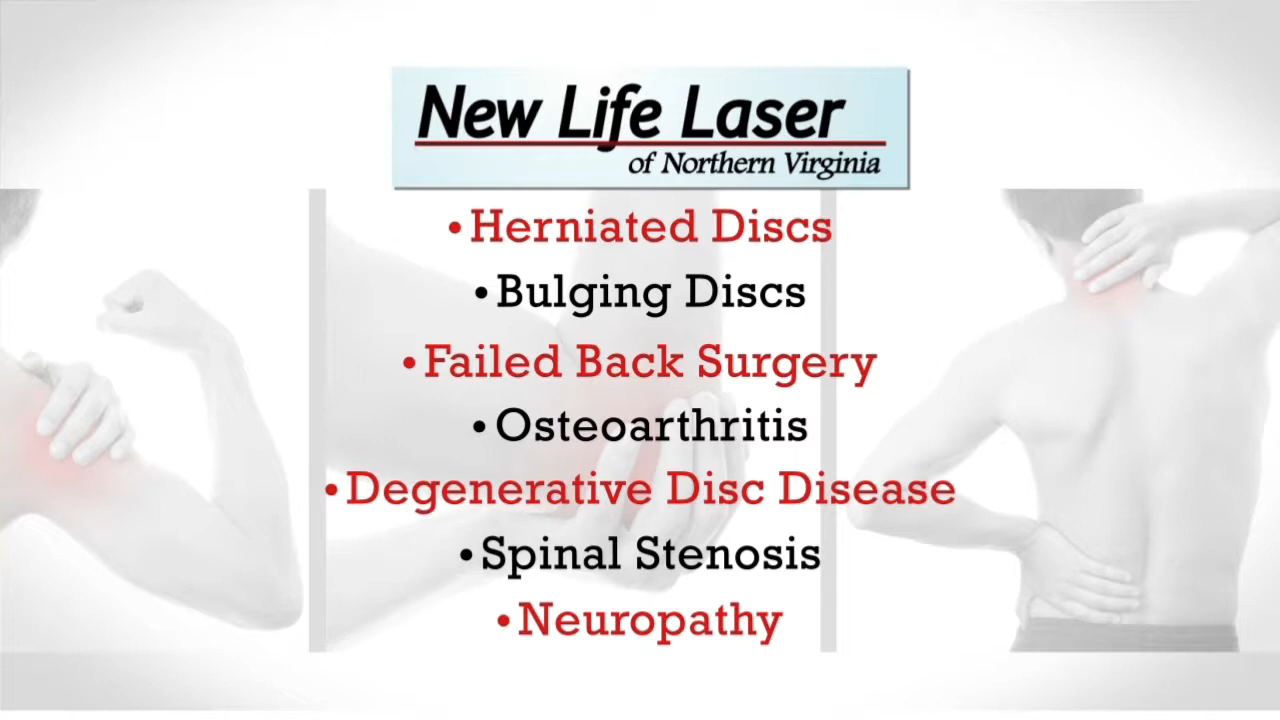 New Life Laser
of Northern Virginia
•Herniated Discs
•Bulging Discs
•Failed Back Surgery
•Osteoarthritis
•Degenerative Disc Disease
•Spinal Stenosis
•Neuropathy